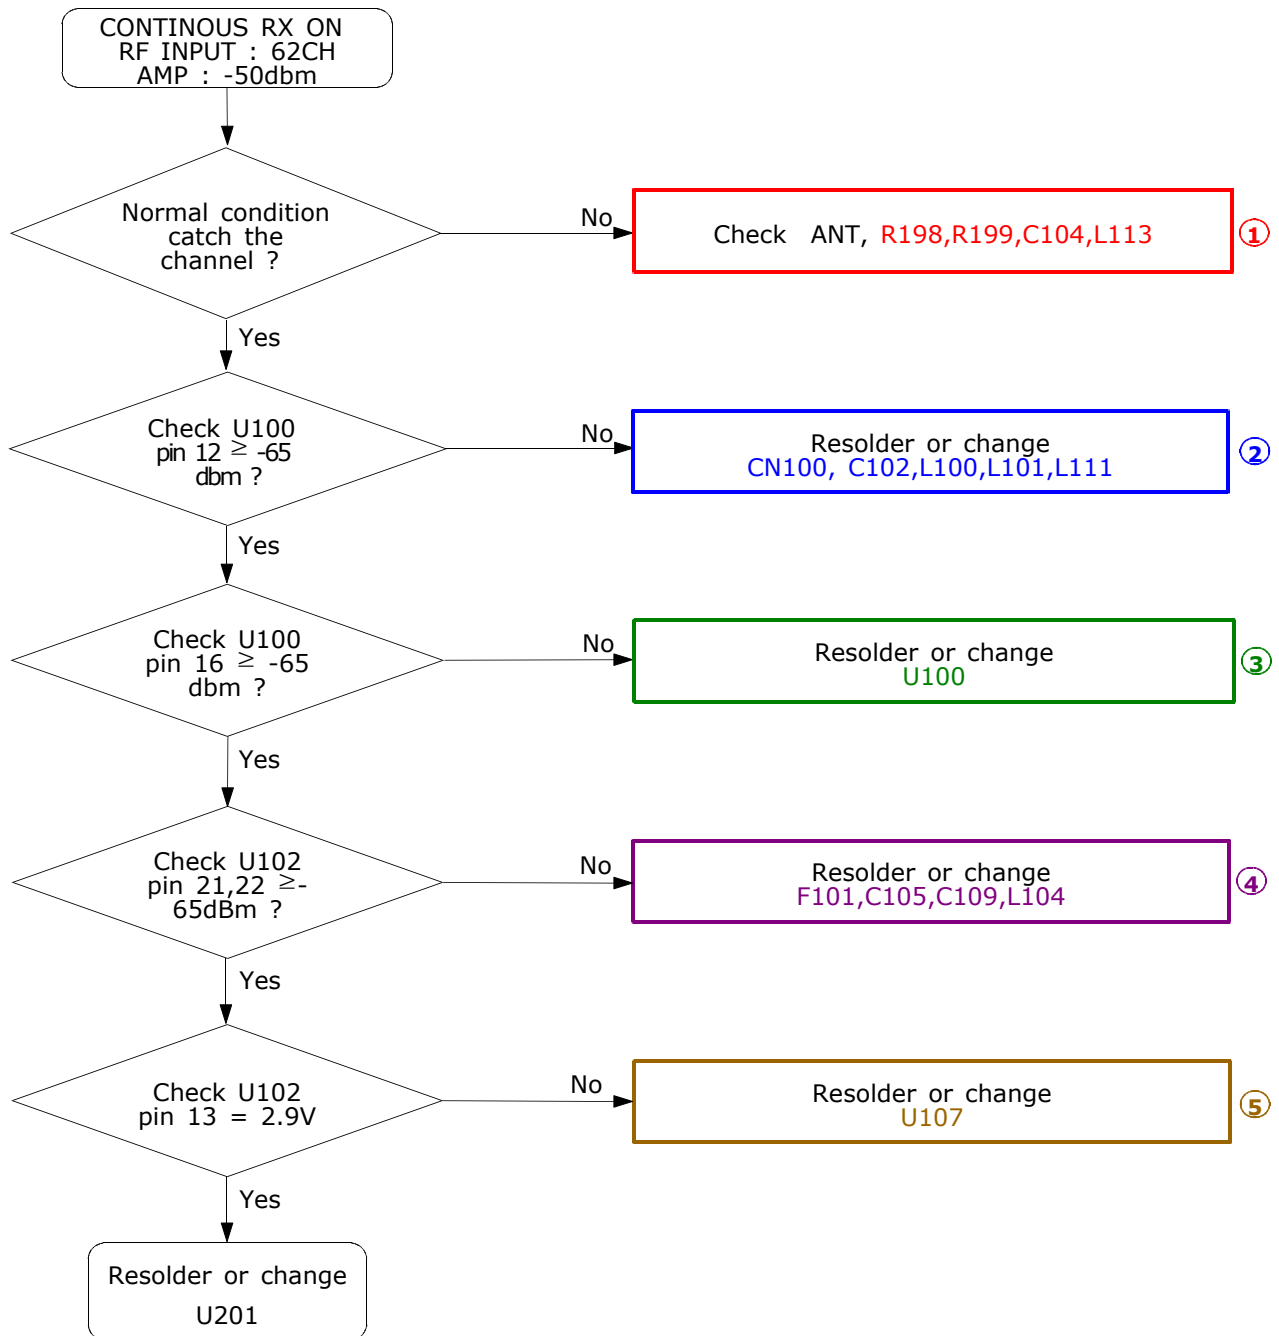 CONTINOUS RX ON
RF INPUT : 62CH
AMP : -50dbm
Normal condition
catch the
channel ?
No
Check ANT, R198,R199,C104,L113
①
Yes
Check U100
pin 12 ≥ -65
dbm ?
No
Resolder or change
CN100, C102,L100,L101,L111
②
Yes
Check U100
pin 16 ≥ -65
dbm ?
No
Resolder or change
U100
③
Yes
Check U102
pin 21,22 ≥-
65dBm ?
No
Resolder or change
F101,C105,C109,L104
④
Yes
Check U102
pin 13 = 2.9V
No
Resolder or change
U107
⑤
Yes
Resolder or change
U201